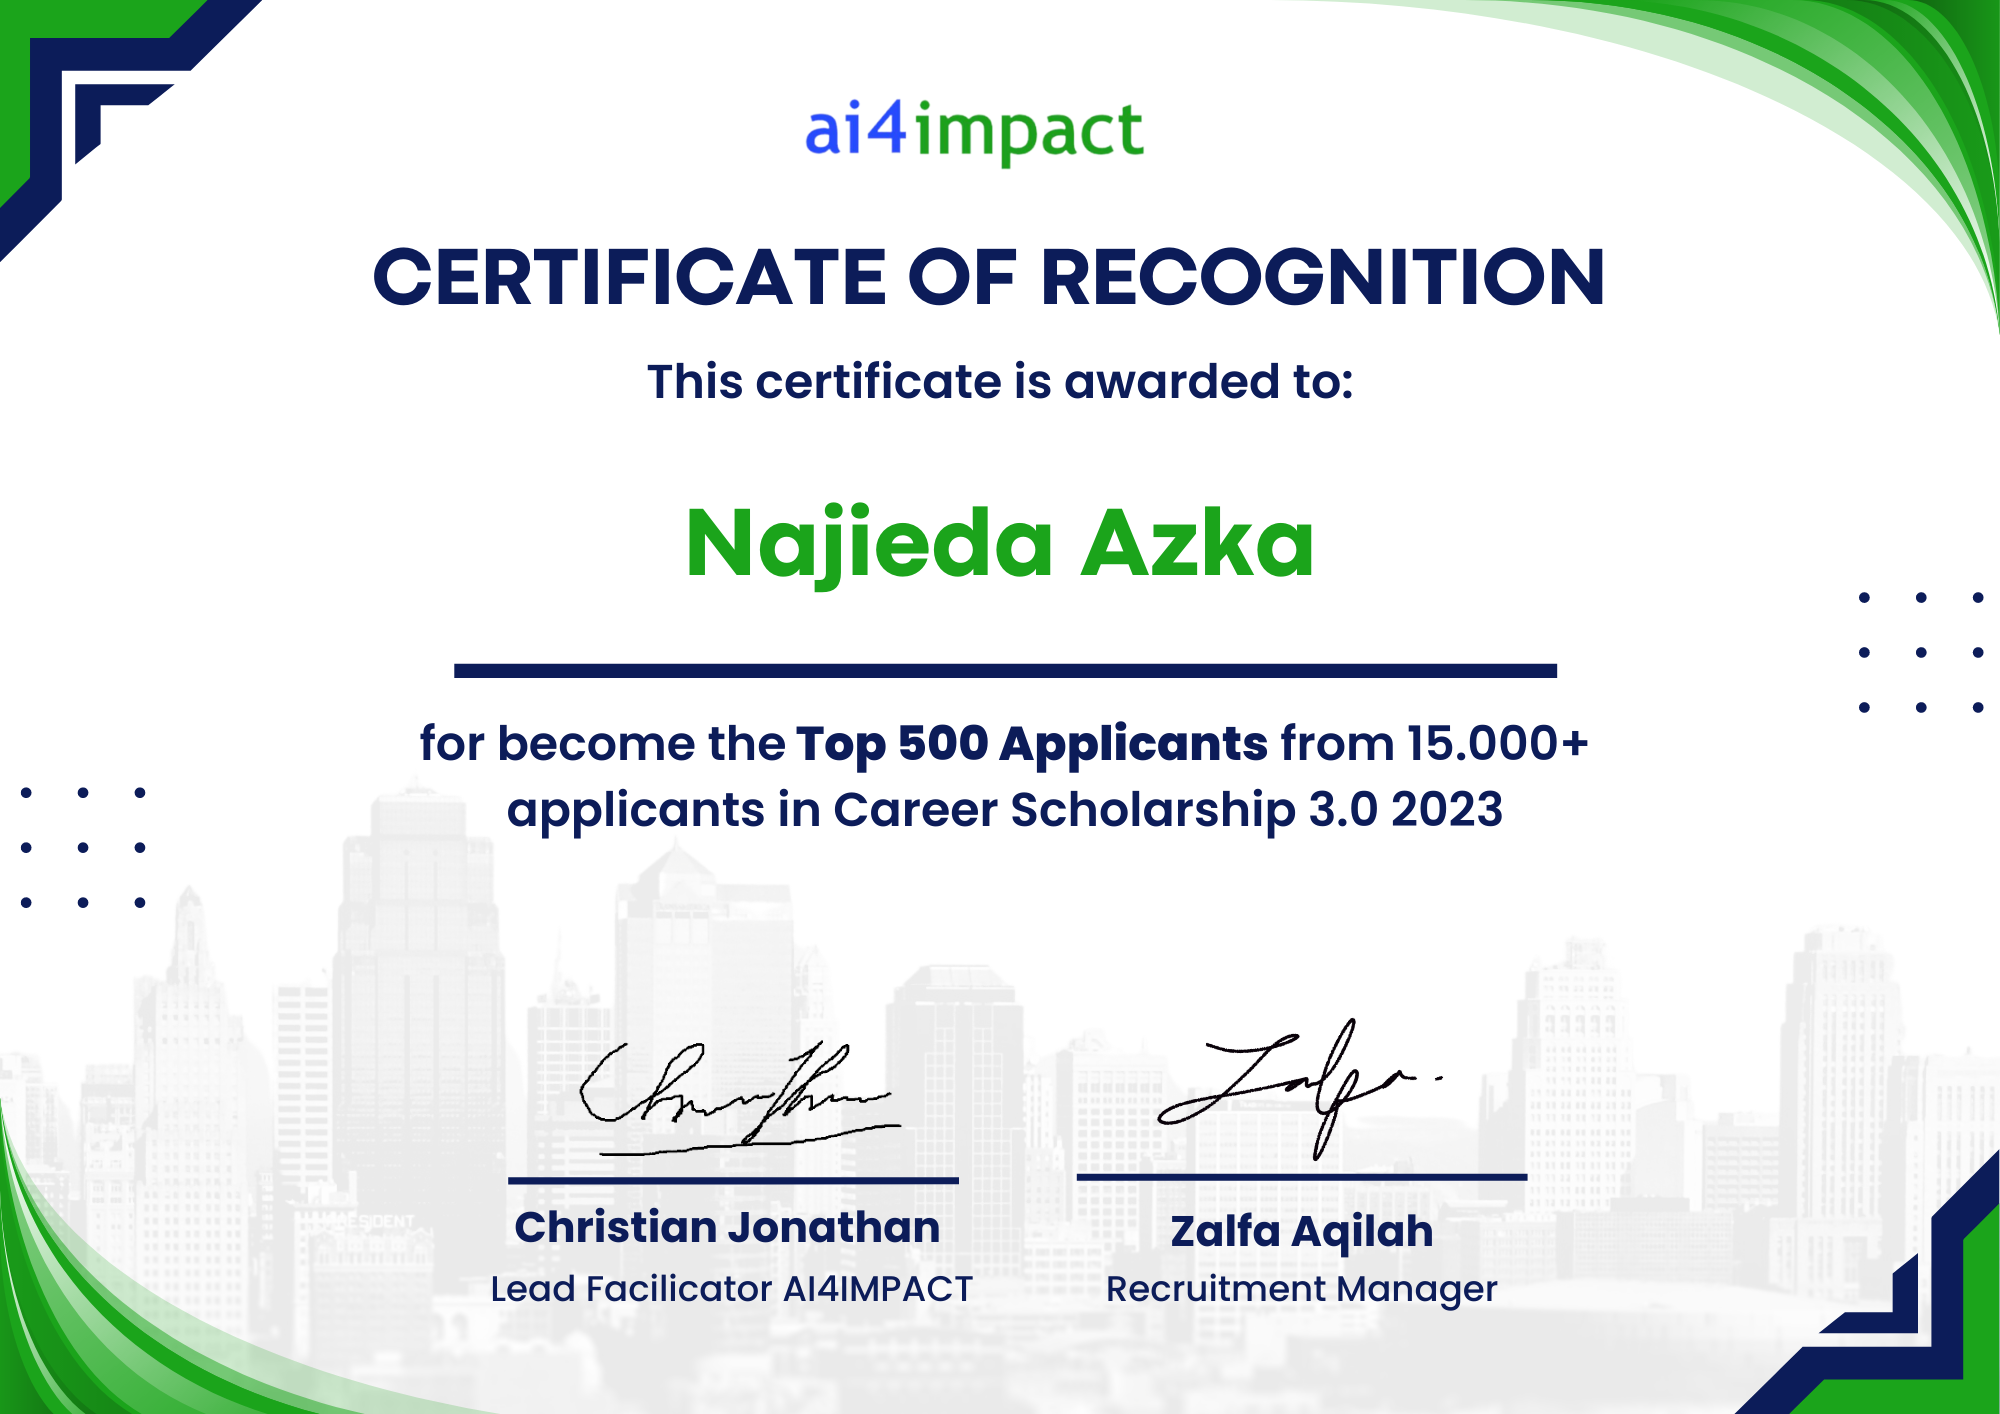 ai4impact
CERTIFICATE OF RECOGNITION
This certificate is awarded to:
Najieda Azka
for become the Top 500 Applicants from 15.000+
applicants in Career Scholarship 3.0 2023
Zalfa.
Christian Jonathan
Zalfa Aqilah
Lead Facilicator AI4IMPACT
Recruitment Manager